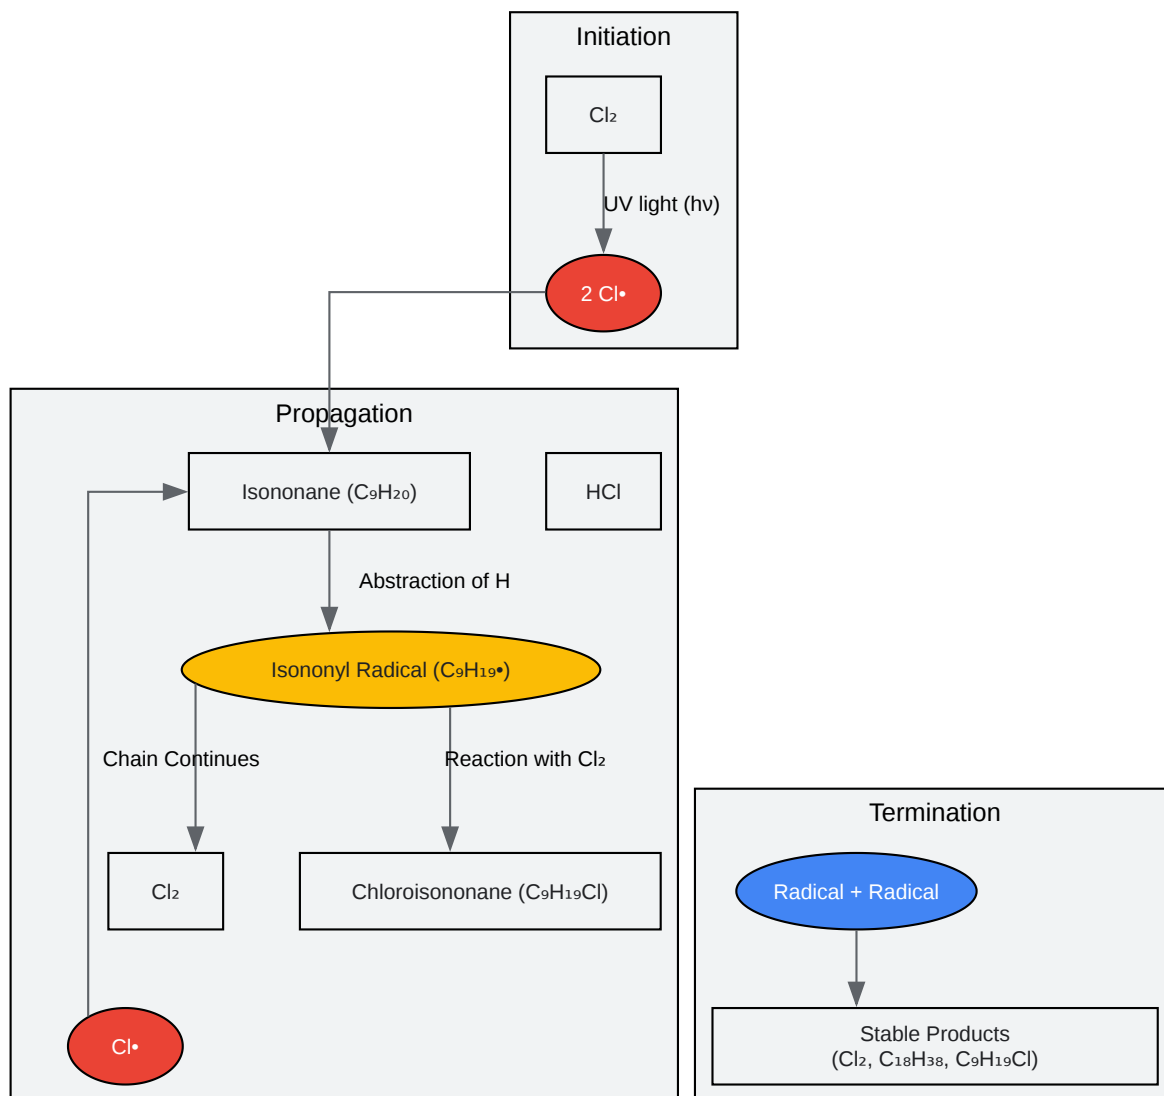 Initiation
Cl₂
UV light (hν)
2 Cl•
Propagation
Isononane (C₉H₂₀)
HCl
Abstraction of H
Isononyl Radical (C₉H₁₉•)
Chain Continues
Reaction with Cl₂
Cl₂
Chloroisononane (C₉H₁₉Cl)
Cl•
Termination
Radical + Radical
Stable Products
(Cl₂, C₁₈H₃₈, C₉H₁₉Cl)